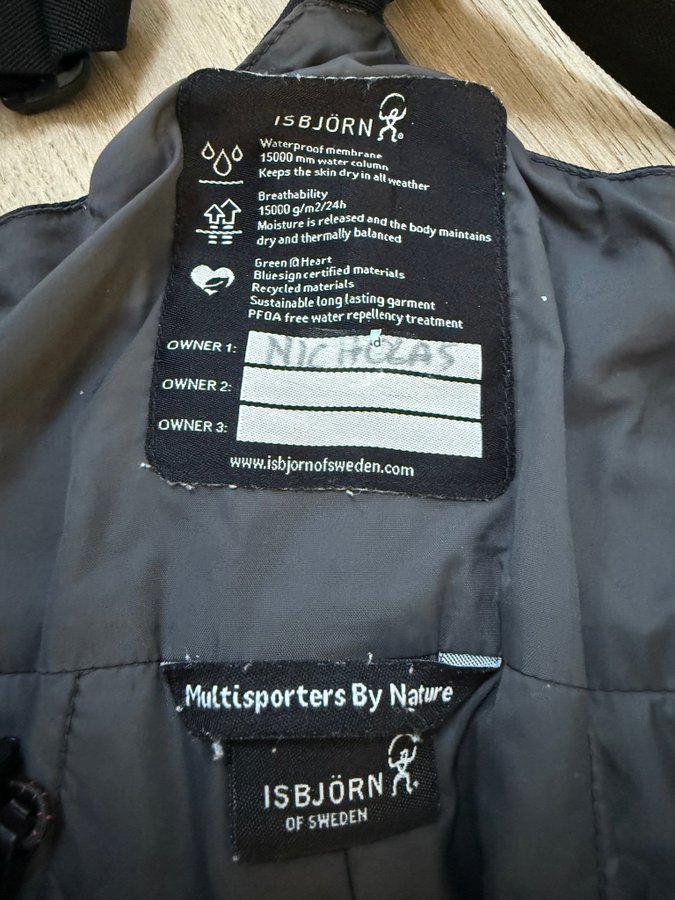 ISBJÖRN
Waterproof membrane
15000 mm water column
Keeps the skin dry in all weather
Breathability
15000 g/m2/24h
Moisture is released and the body maintains
dry and thermally balanced
Green @ Heart
Bluesign certified materials
Recycled materials
Sustainable long lasting garment
PFOA free water repellency treatment
OWNER 1: NICHOLAS
OWNER 2:
OWNER 3:
www.isbjornofsweden.com
Multisporters By Nature
ISBJÖRN
OF SWEDEN